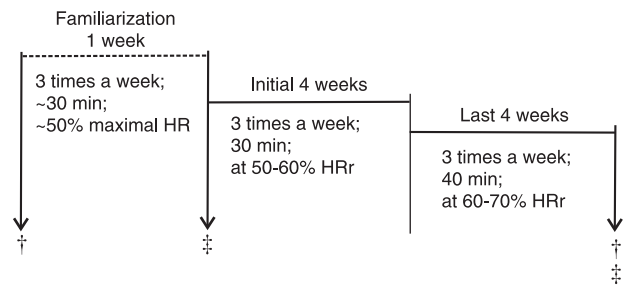 Familiarization
1 week
3 times a week;
~30 min;
~50% maximal HR
Initial 4 weeks
3 times a week;
30 min;
at 50-60% HRr
Last 4 weeks
3 times a week;
40 min;
at 60-70% HRr
†
‡
†
‡